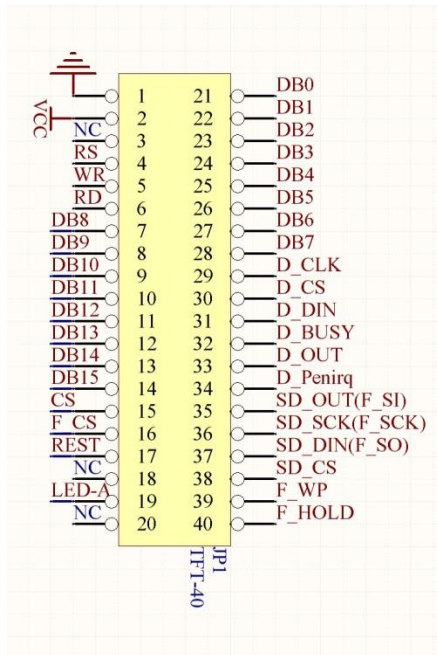 VCC
NC
RS
WR
RD
DB8
DB9
DB10
DB11
DB12
DB13
DB14
DB15
CS
F_CS
REST
NC
LED-A
NC
1 21
2 22
3 23
4 24
5 25
6 26
7 27
8 28
9 29
10 30
11 31
12 32
13 33
14 34
15 35
16 36
17 37
18 38
19 39
20 40
DB0
DB1
DB2
DB3
DB4
DB5
DB6
DB7
D_CLK
D_CS
D_DIN
D_BUSY
D_OUT
D_Penirq
SD_OUT(F_SI)
SD_SCK(F_SCK)
SD_DIN(F_SO)
SD_CS
F_WP
F_HOLD
JP1
TFT-40